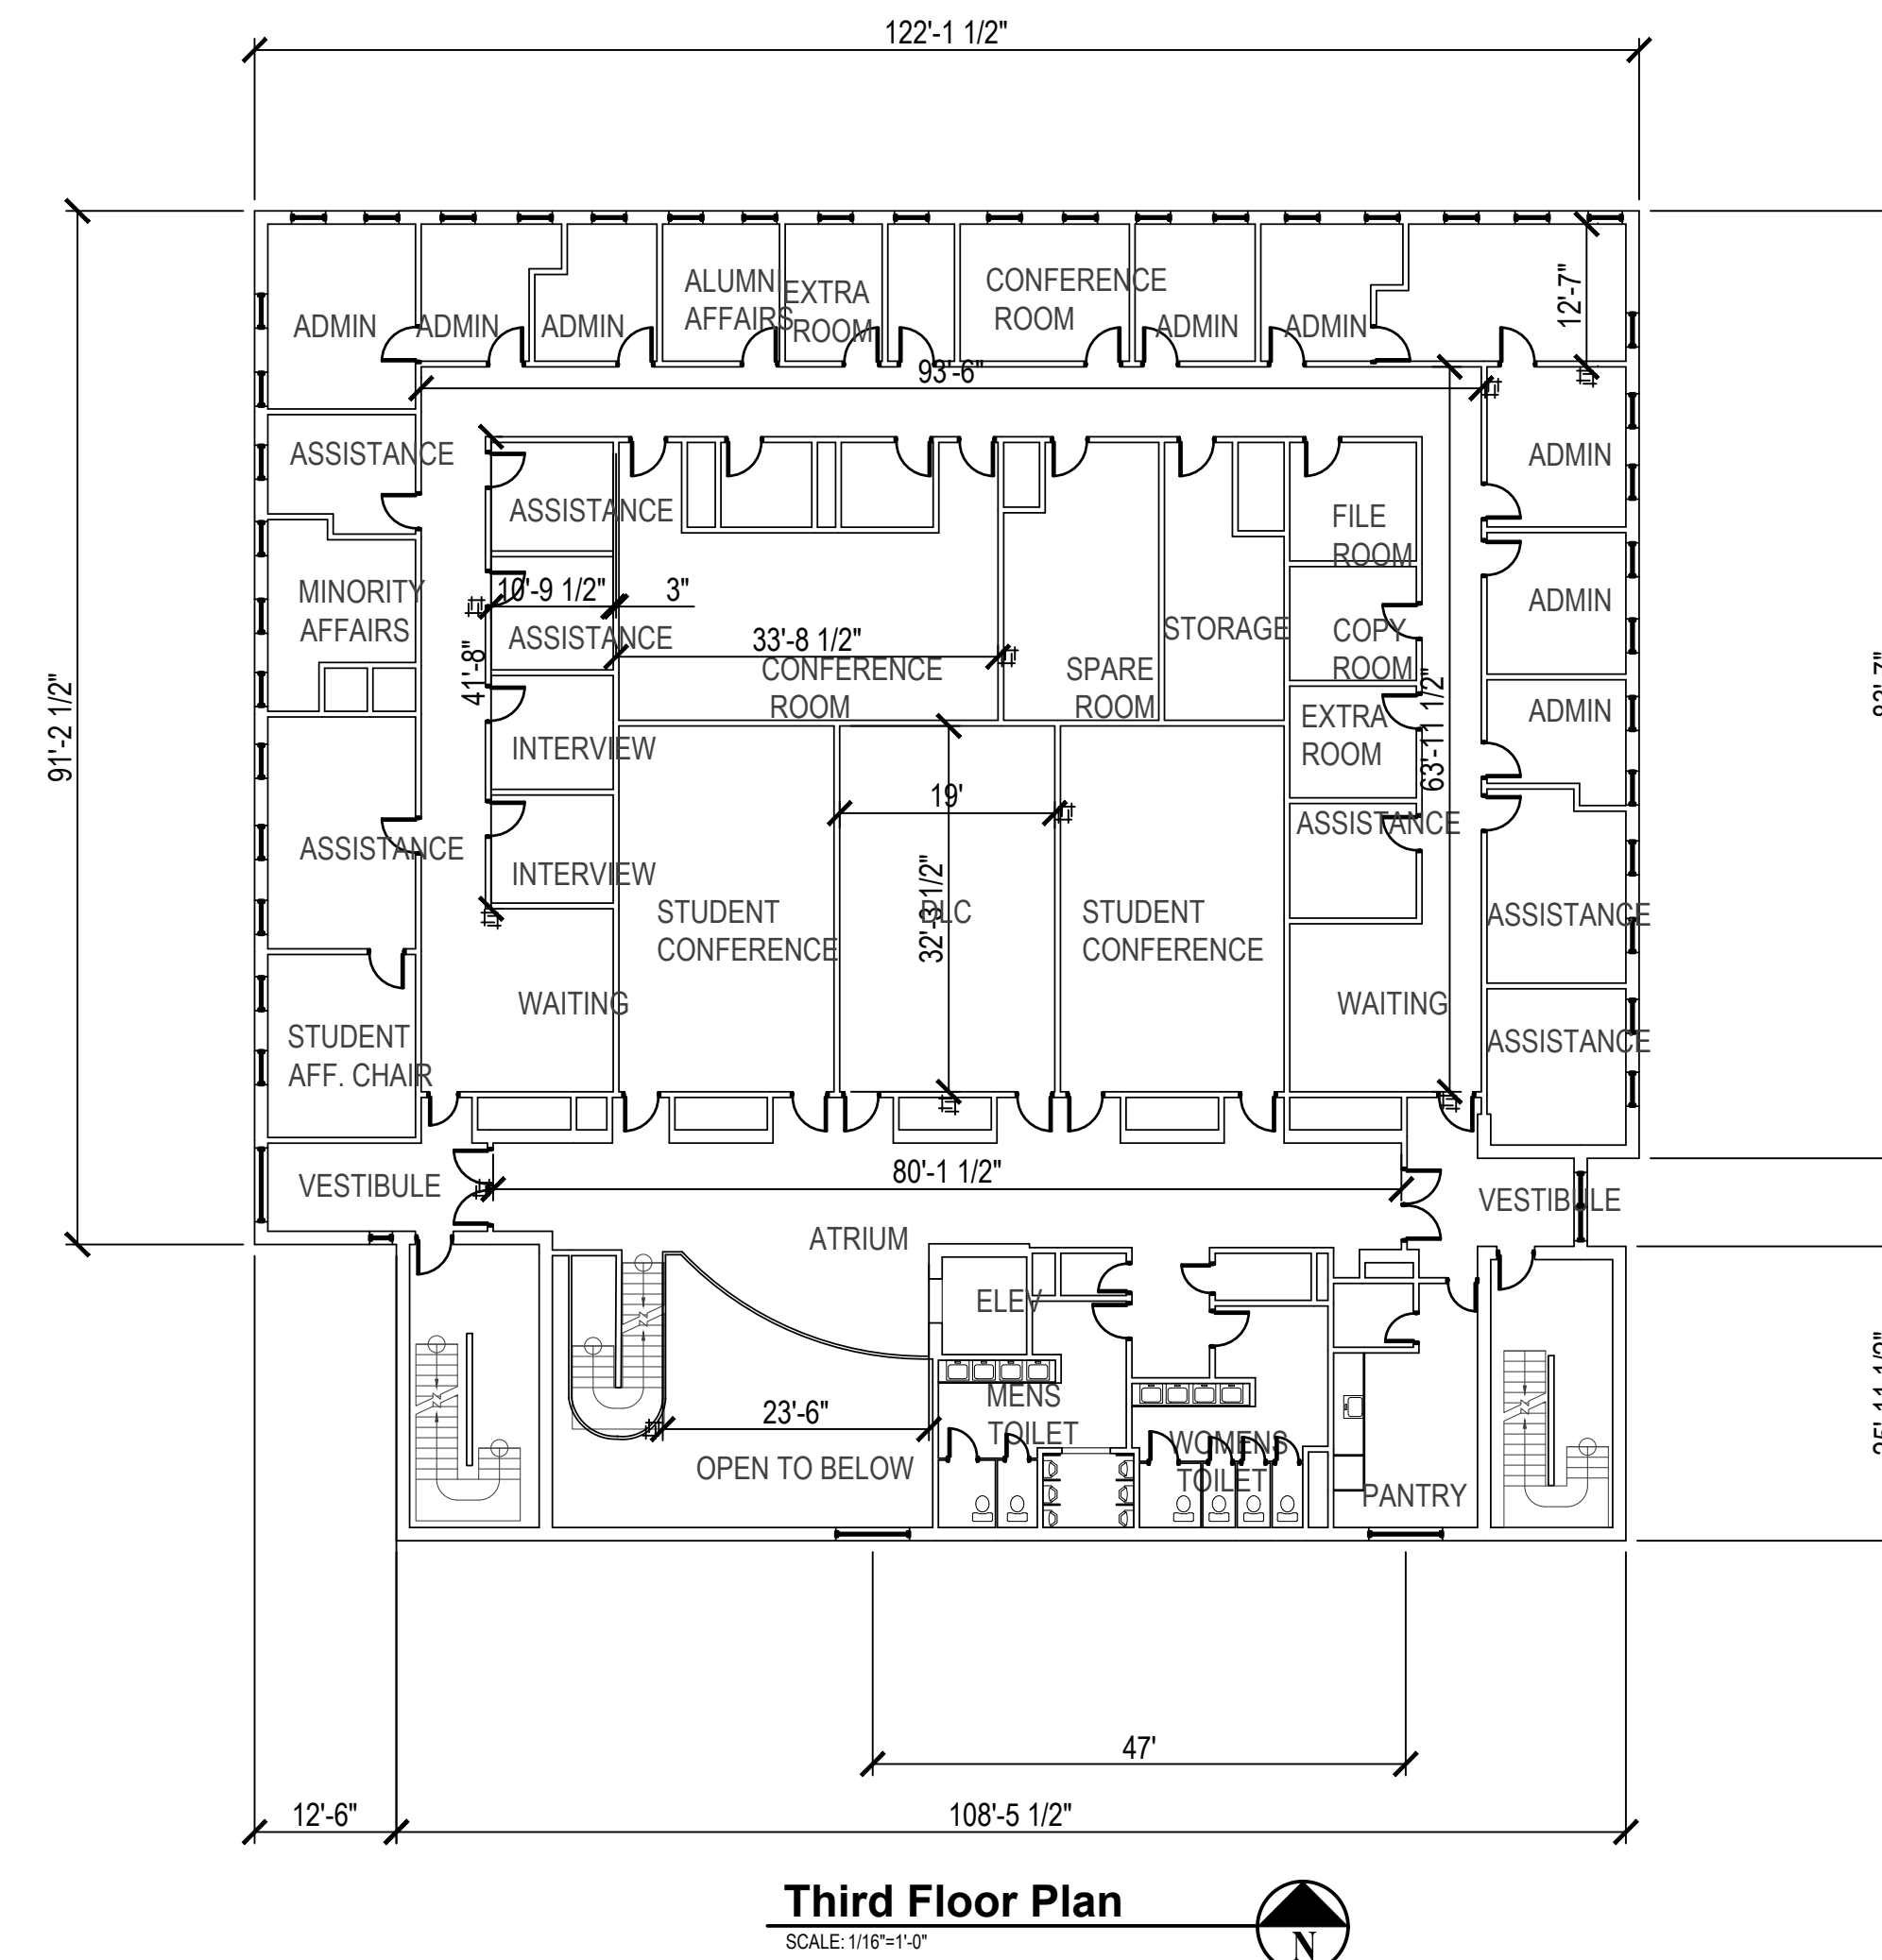 122'-1 1/2"
12'-7"
ALUMNI
AFFAIRS
EXTRA
ROOM
CONFERENCE
ROOM
ADMIN
ADMIN
ADMIN
ADMIN
ADMIN
93'-6"
ASSISTANCE
ADMIN
ASSISTANCE
FILE
ROOM
MINORITY
AFFAIRS
10'-9 1/2"
3"
ADMIN
ASSISTANCE
33'-8 1/2"
STORAGE
COPY
ROOM
41'-8"
CONFERENCE
ROOM
SPARE
ROOM
91'-2 1/2"
EXTRA
ROOM
63'-11 1/2"
ADMIN
INTERVIEW
19'
ASSISTANCE
ASSISTANCE
INTERVIEW
32'-3 1/2"
STUDENT
CONFERENCE
STUDENT
CONFERENCE
ASSISTANCE
WAITING
WAITING
STUDENT
AFF. CHAIR
ASSISTANCE
80'-1 1/2"
VESTIBULE
VESTIBULE
ATRIUM
ELEV
MENS
TOILET
23'-6"
WOMENS
TOILET
OPEN TO BELOW
PANTRY
47'
12'-6"
108'-5 1/2"
Third Floor Plan
SCALE: 1/16"=1'-0"
N